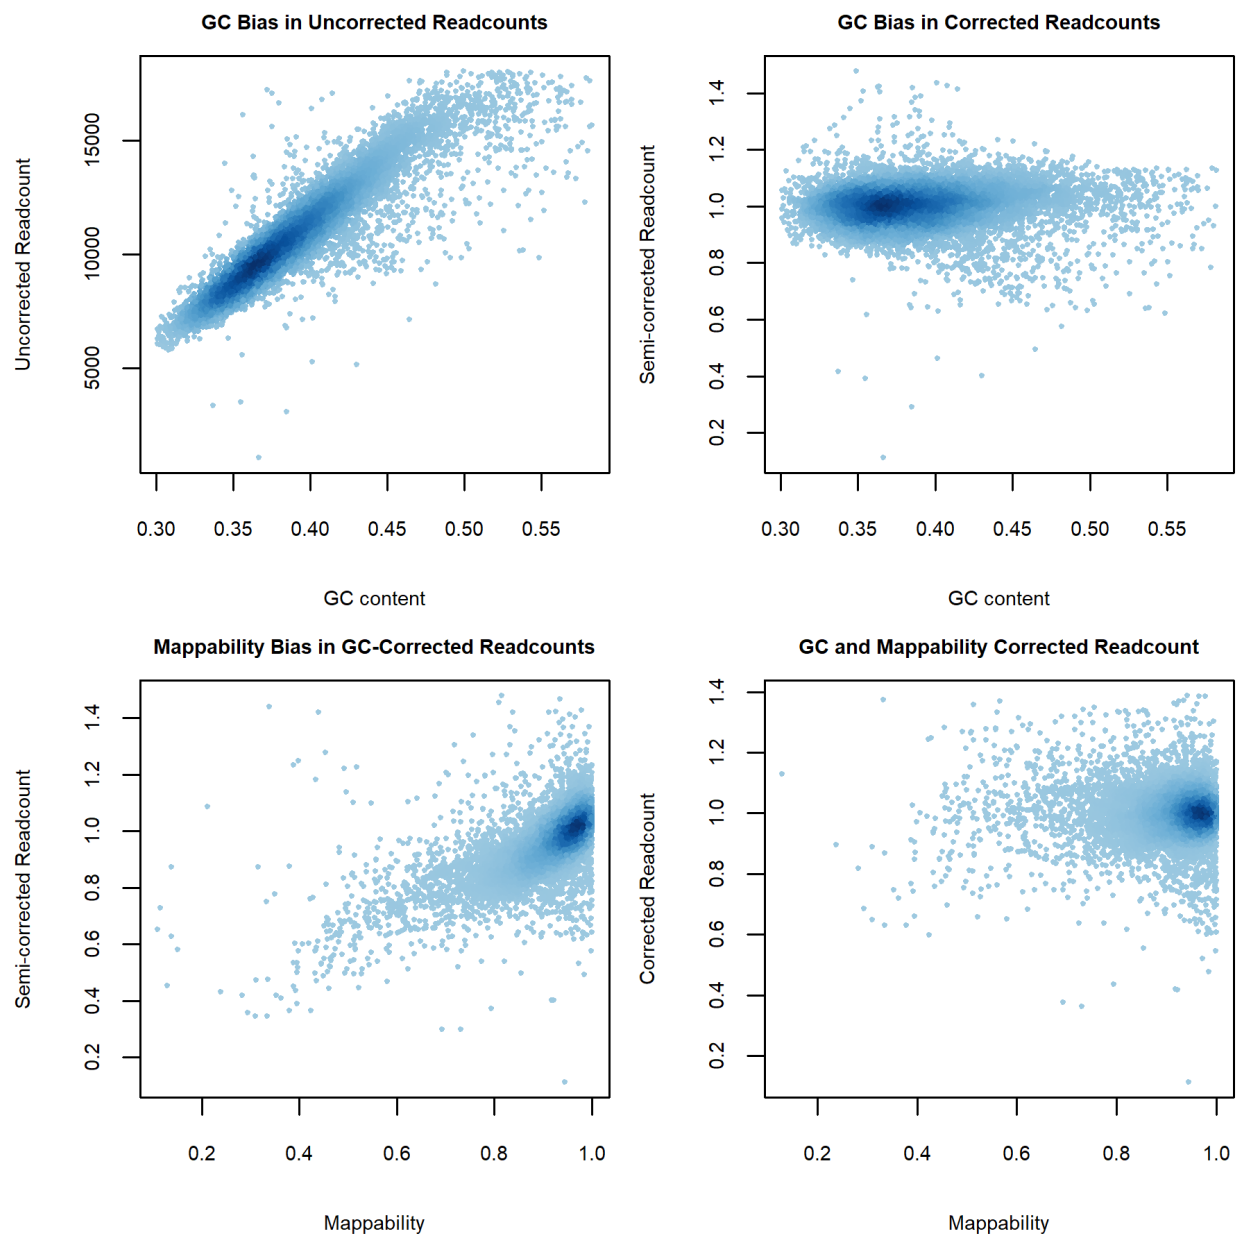 GC Bias in Uncorrected Readcounts
Uncorrected Readcount
15000
10000
5000
0.30 0.35 0.40 0.45 0.50 0.55
GC content
GC Bias in Corrected Readcounts
Semi-corrected Readcount
1.4
1.2
1.0
0.8
0.6
0.4
0.2
0.30 0.35 0.40 0.45 0.50 0.55
GC content
Mappability Bias in GC-Corrected Readcounts
Semi-corrected Readcount
1.4
1.2
1.0
0.8
0.6
0.4
0.2
0.2 0.4 0.6 0.8 1.0
Mappability
GC and Mappability Corrected Readcount
Corrected Readcount
1.4
1.2
1.0
0.8
0.6
0.4
0.2
0.2 0.4 0.6 0.8 1.0
Mappability